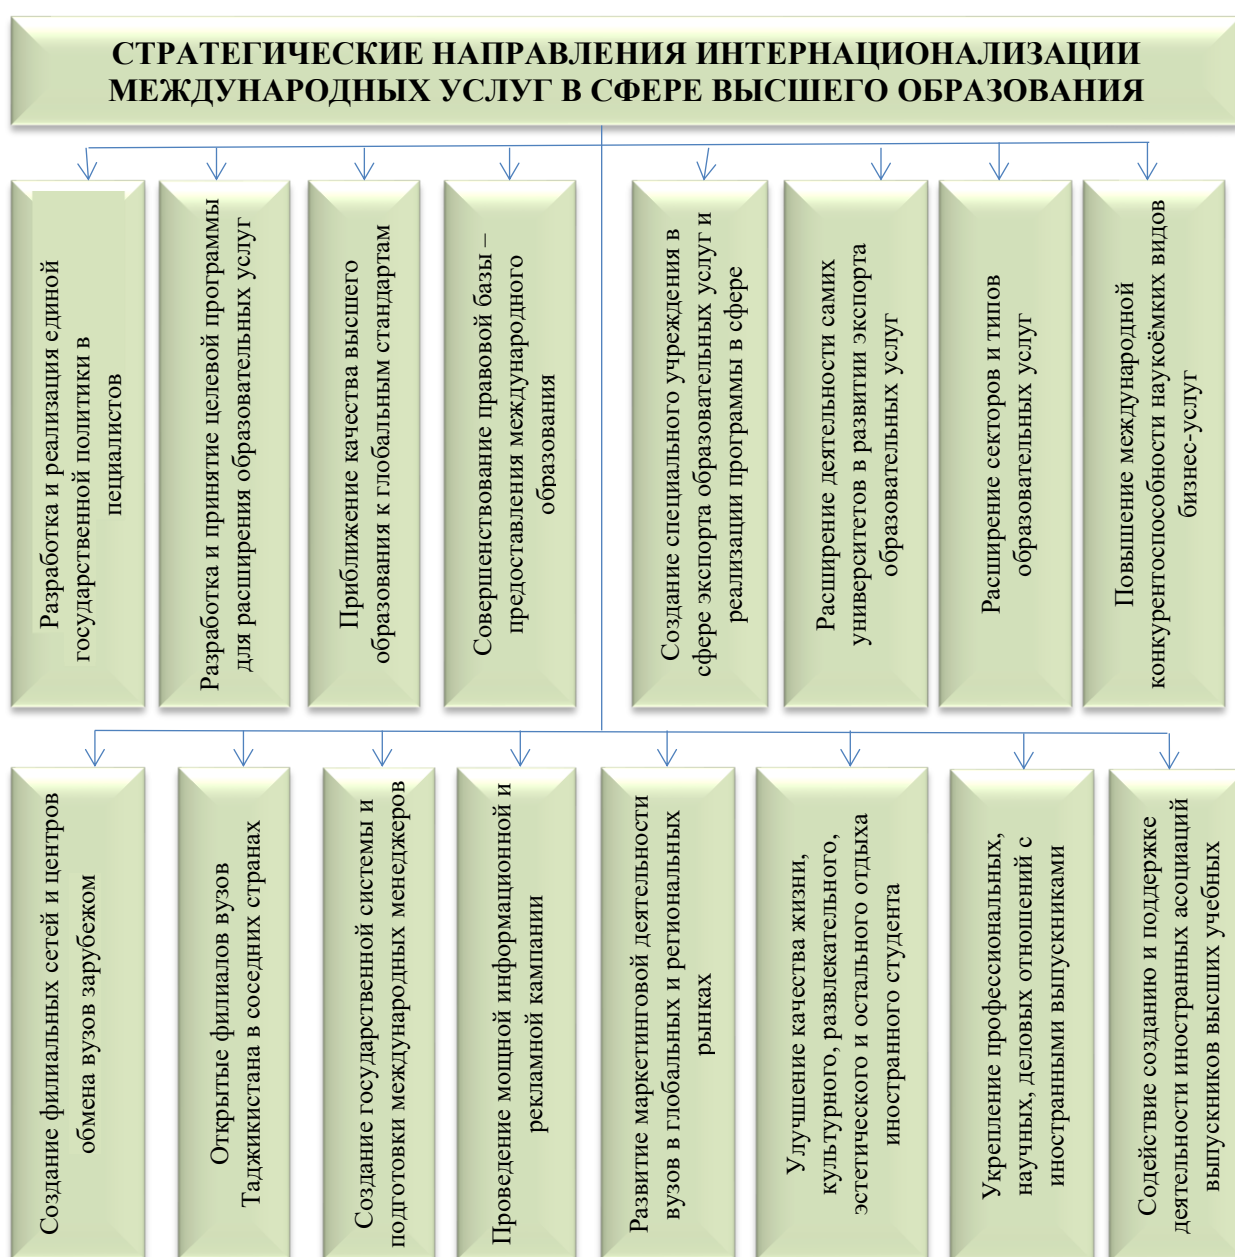 СТРАТЕГИЧЕСКИЕ НАПРАВЛЕНИЯ ИНТЕРНАЦИОНАЛИЗАЦИИ
МЕЖДУНАРОДНЫХ УСЛУГ В СФЕРЕ ВЫСШЕГО ОБРАЗОВАНИЯ
Разработка и реализация единой
государственной политики в
пециалистов
Разработка и принятие целевой программы
для расширения образовательных услуг
Приближение качества высшего
образования к глобальным стандартам
Совершенствование правовой базы –
предоставления международного
образования
Создание специального учреждения в
сфере экспорта образовательных услуг и
реализации программы в сфере
Расширение деятельности самих
университетов в развитии экспорта
образовательных услуг
Расширение секторов и типов
образовательных услуг
Повышение международной
конкурентоспособности наукоёмких видов
бизнес-услуг
Создание филиальных сетей и центров
обмена вузов зарубежом
Открытые филиалов вузов
Таджикистана в соседних странах
Создание государственной системы и
подготовки международных менеджеров
Проведение мощной информационной и
рекламной кампании
Развитие маркетинговой деятельности
вузов в глобальных и региональных
рынках
Улучшение качества жизни,
культурного, развлекательного,
эстетического и остального отдыха
иностранного студента
Укрепление профессиональных,
научных, деловых отношений с
иностранными выпускниками
Содействие созданию и поддержке
деятельности иностранных асоциаций
выпускников высших учебных